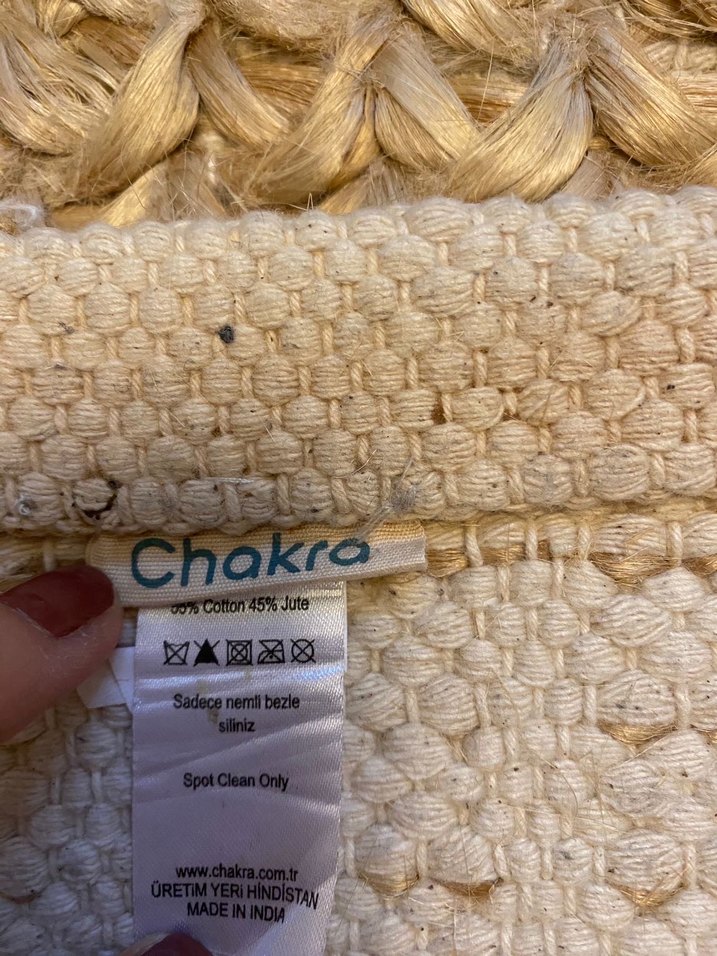 Chakra
55% Cotton 45% Jute
Sadece nemli bezle
siliniz
Spot Clean Only
www.chakra.com.tr
ÜRETİM YERİ HİNDİSTAN
MADE IN INDIA